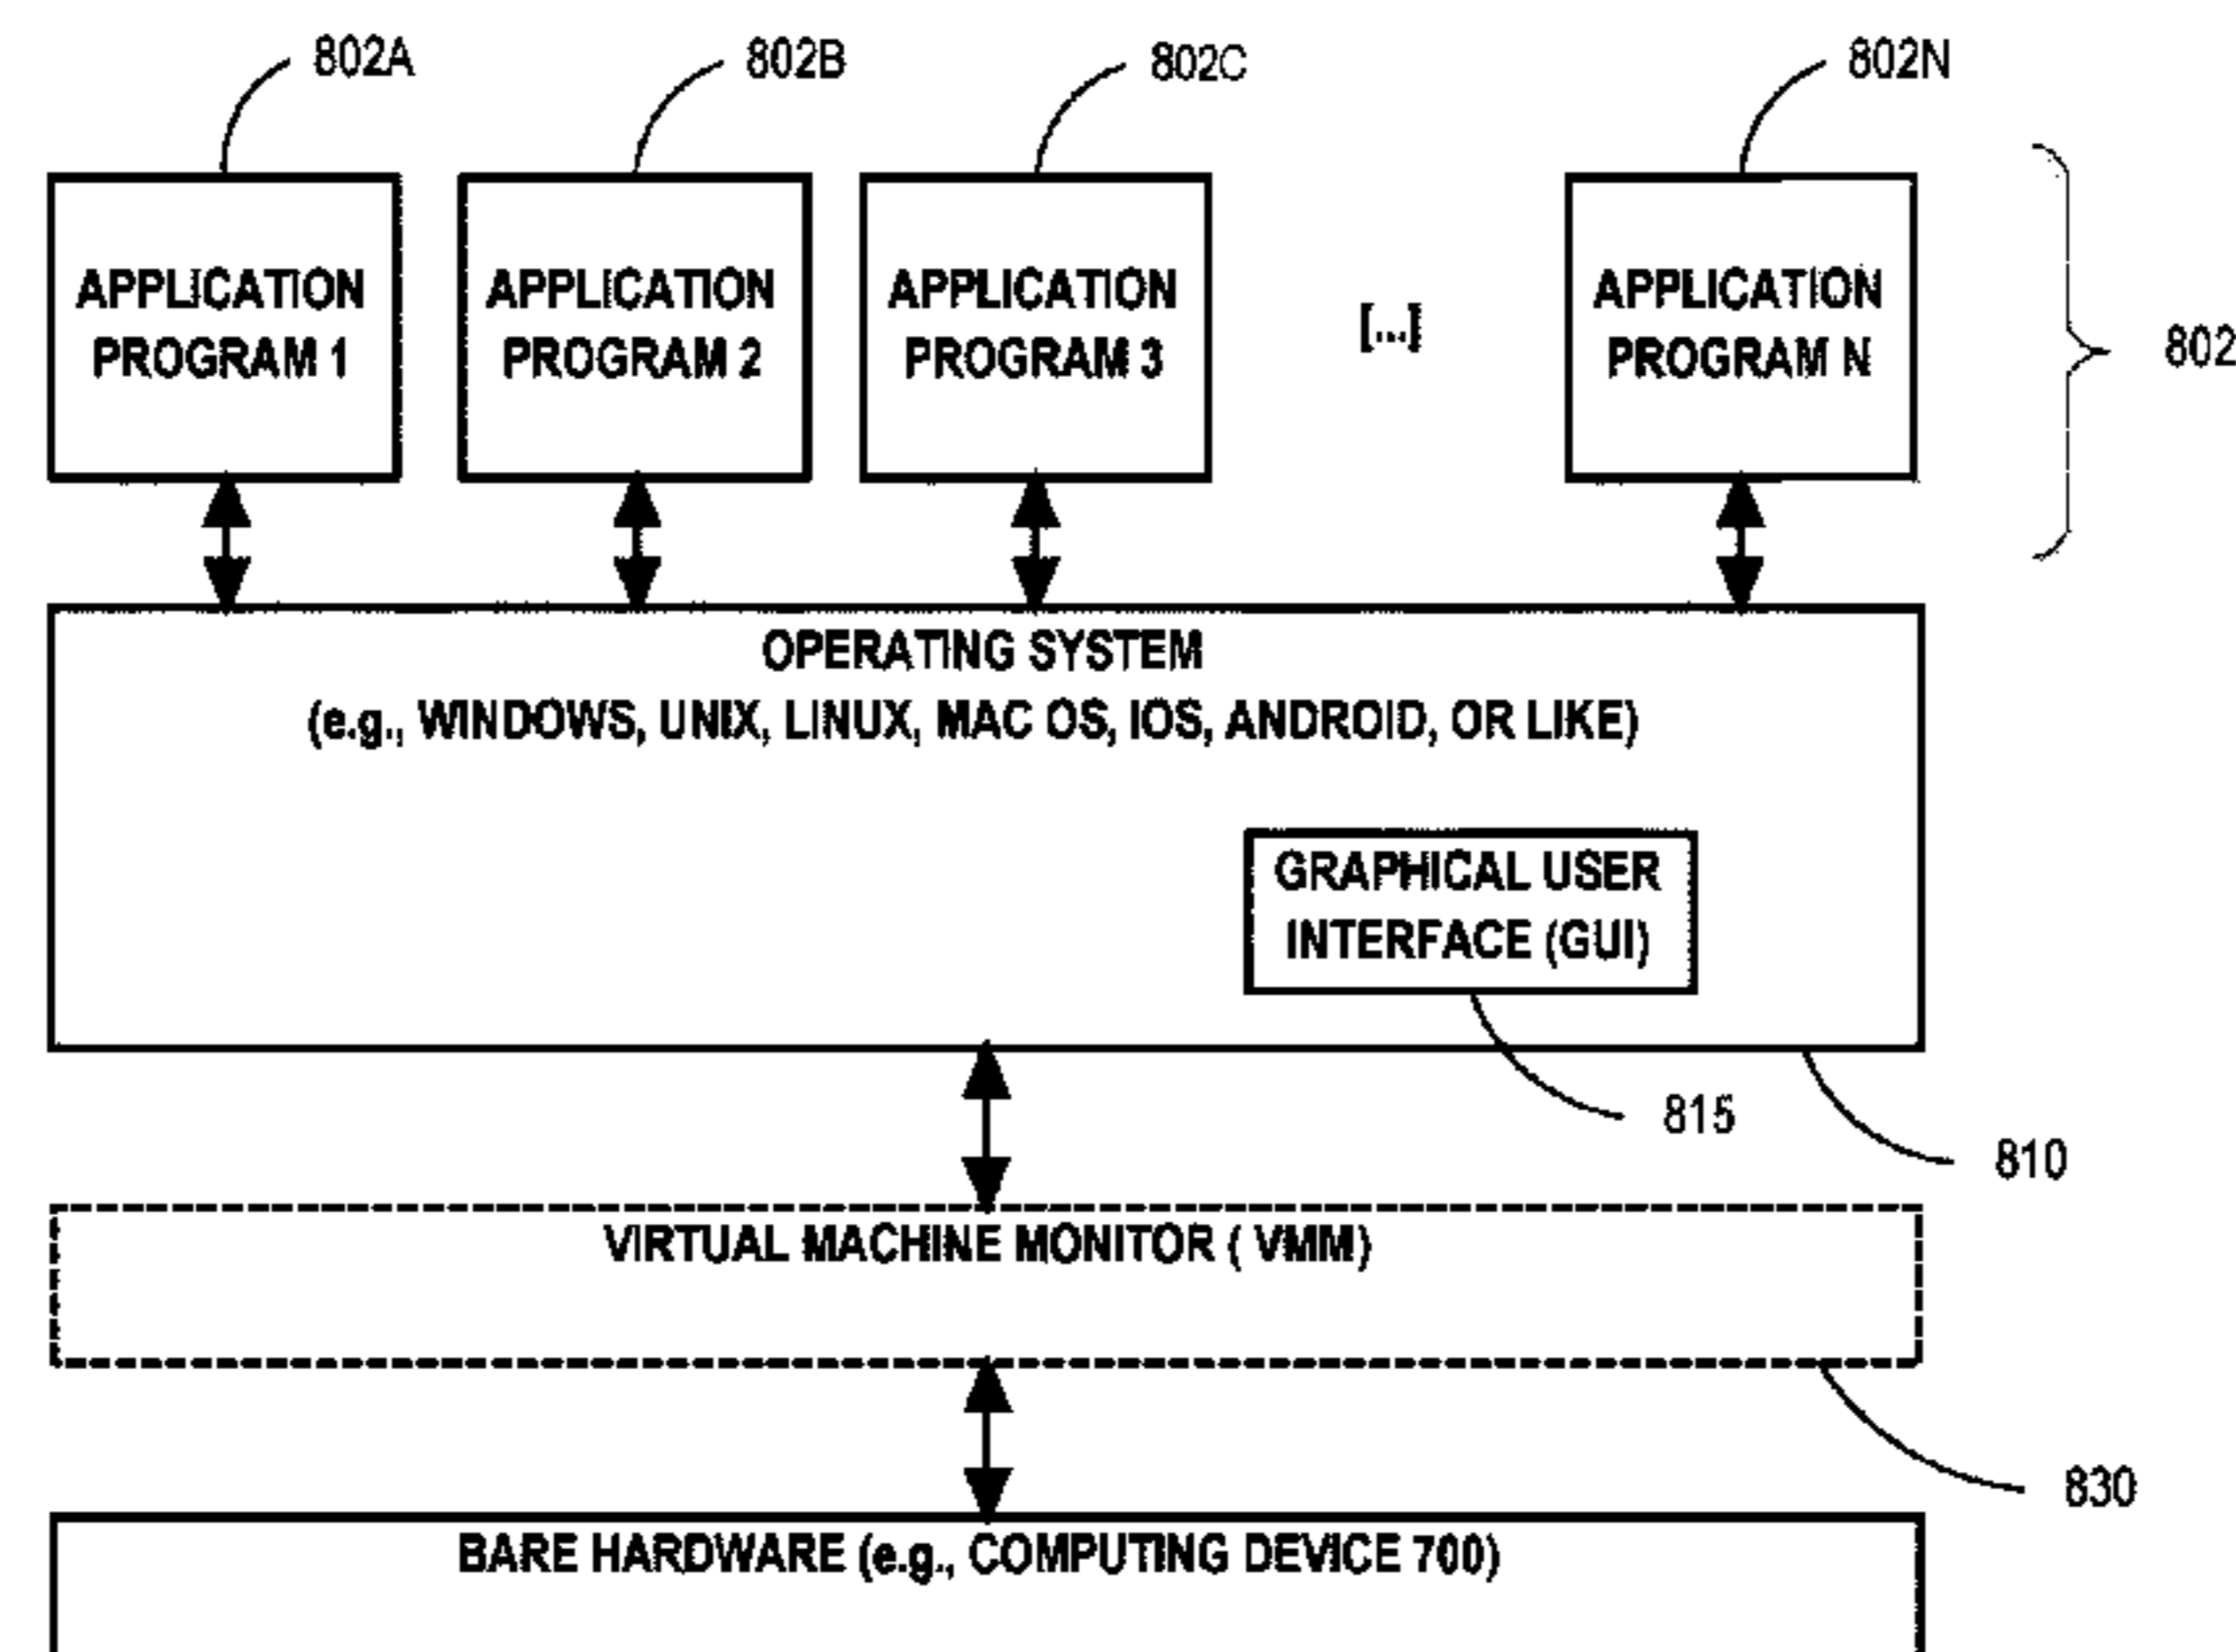 802A
802B
802C
802N
APPLICATION
PROGRAM 1
APPLICATION
PROGRAM 2
APPLICATION
PROGRAM 3
[...]
APPLICATION
PROGRAM N
802
OPERATING SYSTEM
(e.g., WINDOWS, UNIX, LINUX, MAC OS, IOS, ANDROID, OR LIKE)
GRAPHICAL USER
INTERFACE (GUI)
815
810
VIRTUAL MACHINE MONITOR ( VMM)
830
BARE HARDWARE (e.g., COMPUTING DEVICE 700)